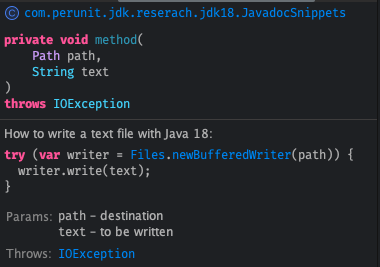 com.perunit.jdk.reserach.jdk18.JavadocSnippets
private void method(
    Path path,
    String text
)
throws IOException
How to write a text file with Java 18:
try (var writer = Files.newBufferedWriter(path)) {
  writer.write(text);
}
Params: path – destination
text – to be written
Throws: IOException